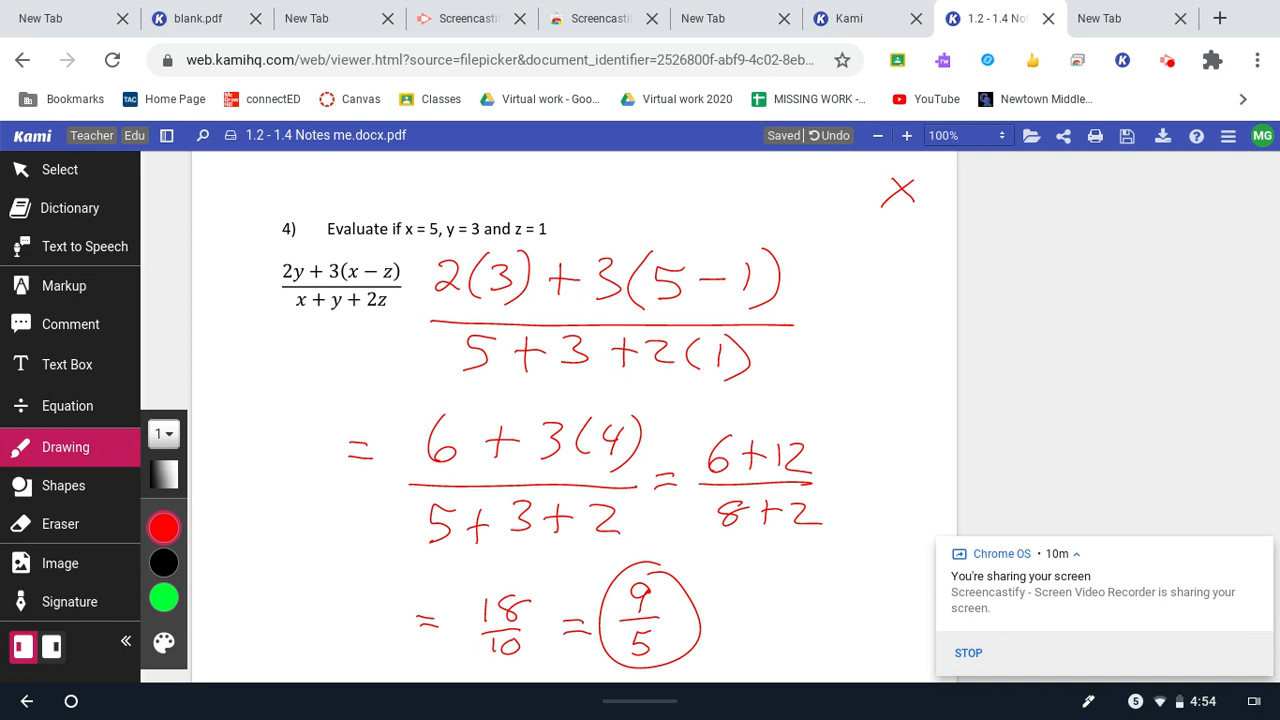 New Tab blank.pdf New Tab Screencasti Screencasti New Tab Kami 1.2 - 1.4 No New Tab
web.kamihq.com/web/viewer.html?source=filepicker&document_identifier=2526800f-abf9-4c02-8eb...
Bookmarks TAC Home Page connectED Canvas Classes Virtual work - Goo... Virtual work 2020 MISSING WORK -... YouTube Newtown Middle...
Kami Teacher Edu 1.2 - 1.4 Notes me.docx.pdf Saved Undo 100% MG
Select
Dictionary
Text to Speech
Markup
Comment
Text Box
Equation
Drawing
Shapes
Eraser
Image
Signature
1
x
4) Evaluate if x = 5, y = 3 and z = 1
2y + 3(x − z)
x + y + 2z
2(3) + 3(5 − 1)
5 + 3 + 2(1)
= 6 + 3(4)
5 + 3 + 2
= 6 + 12
8 + 2
= 18
10
= 9
5
Chrome OS • 10m
You're sharing your screen
Screencastify - Screen Video Recorder is sharing your
screen.
STOP
5 4:54